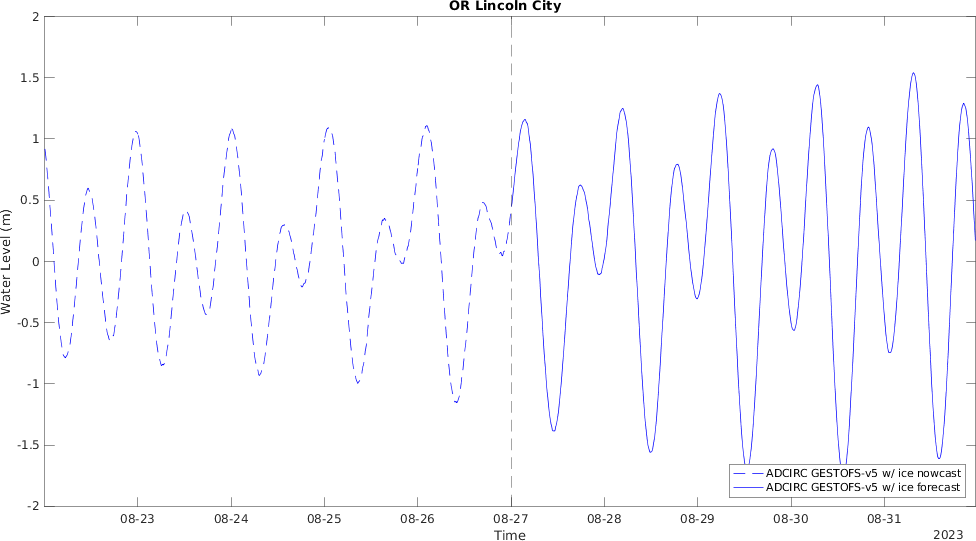 OR Lincoln City
2
1.5
1
0.5
0
-0.5
-1
-1.5
-2
Water Level (m)
ADCIRC GESTOFS-v5 w/ ice nowcast
ADCIRC GESTOFS-v5 w/ ice forecast
08-23 08-24 08-25 08-26 08-27 08-28 08-29 08-30 08-31
Time
2023